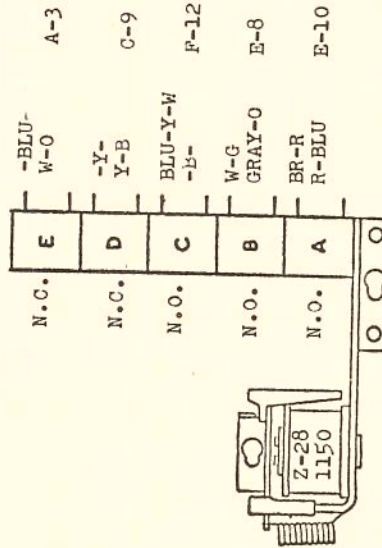 N.C. E -BLU- W-O A-3
N.C. D -Y- Y-B C-9
N.O. C BLU-Y-W -B- F-12
N.O. B W-G GRAY-O E-8
N.O. A BR-R R-BLU E-10
Z-28
1150